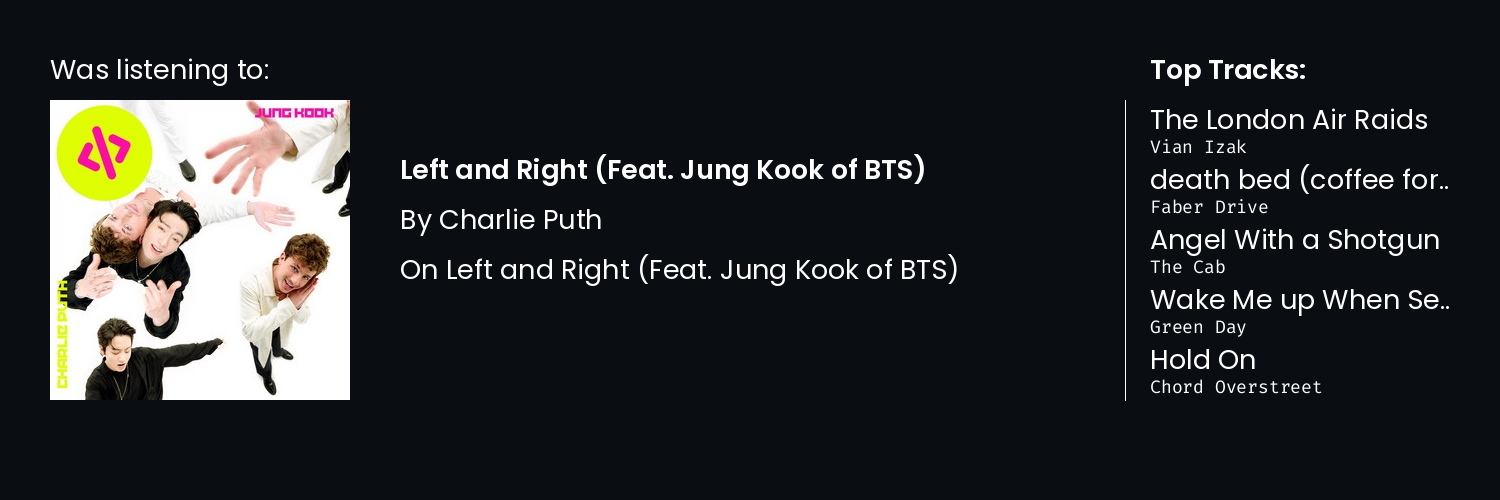 Was listening to:
JUNG KOOK
CHARLIE PUTH
Left and Right (Feat. Jung Kook of BTS)
By Charlie Puth
On Left and Right (Feat. Jung Kook of BTS)
Top Tracks:
The London Air Raids
Vian Izak
death bed (coffee for..
Faber Drive
Angel With a Shotgun
The Cab
Wake Me up When Se..
Green Day
Hold On
Chord Overstreet